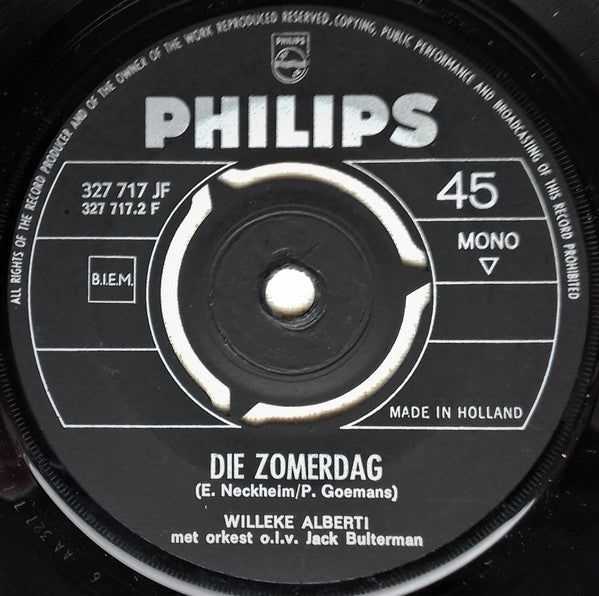 ALL RIGHTS OF THE RECORD PRODUCER AND OF THE OWNER OF THE WORK REPRODUCED RESERVED. COPYING, PUBLIC PERFORMANCE AND BROADCASTING OF THIS RECORD PROHIBITED
PHILIPS
PHILIPS
327 717 JF
327 717.2 F
45
MONO
▽
B.I.E.M.
MADE IN HOLLAND
DIE ZOMERDAG
(E. Neckheim/P. Goemans)
WILLEKE ALBERTI
met orkest o.l.v. Jack Bulterman